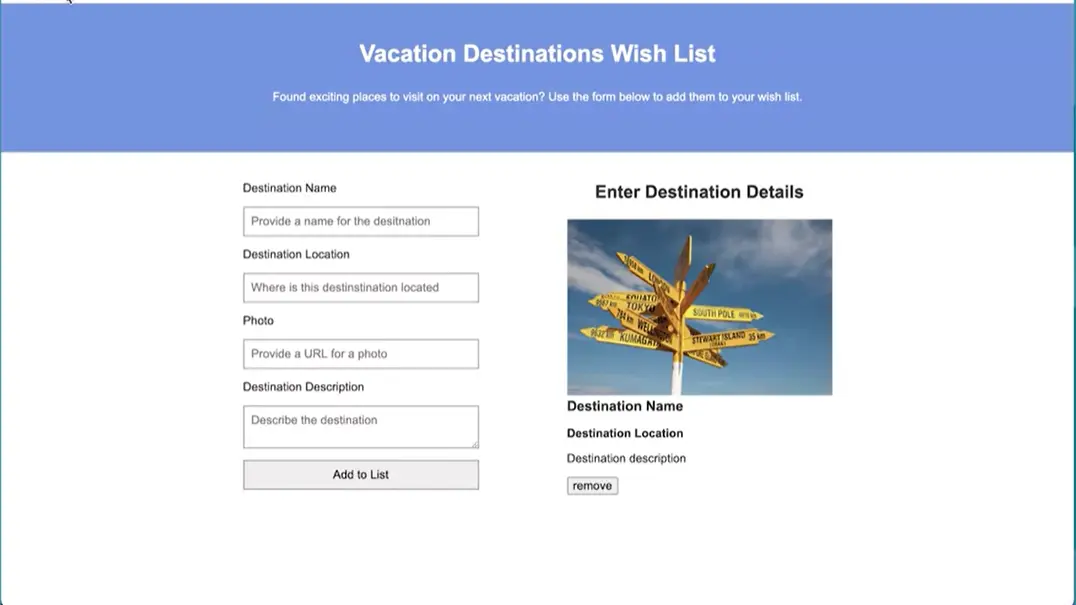 Vacation Destinations Wish List
Found exciting places to visit on your next vacation? Use the form below to add them to your wish list.
Destination Name
Provide a name for the desitnation
Destination Location
Where is this destinstination located
Photo
Provide a URL for a photo
Destination Description
Describe the destination
Add to List
Enter Destination Details
LONDON
TOKYO
SOUTH POLE
STEWART ISLAND 35 km
Destination Name
Destination Location
Destination description
remove